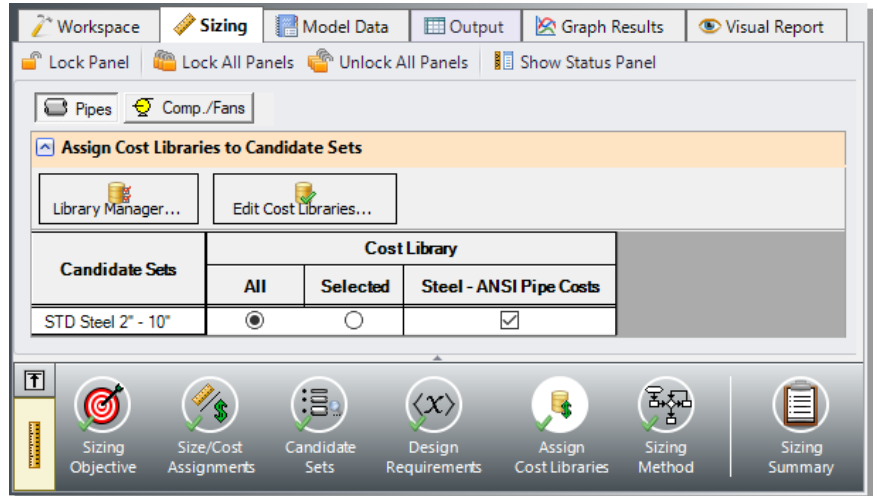 Workspace Sizing Model Data Output Graph Results Visual Report
Lock Panel Lock All Panels Unlock All Panels Show Status Panel
Pipes Comp./Fans
Assign Cost Libraries to Candidate Sets
Library Manager... Edit Cost Libraries...
Candidate Sets Cost Library
All Selected Steel - ANSI Pipe Costs
STD Steel 2" - 10"
Sizing Size/Cost Candidate Design Assign Sizing Sizing
Objective Assignments Sets Requirements Cost Libraries Method Summary